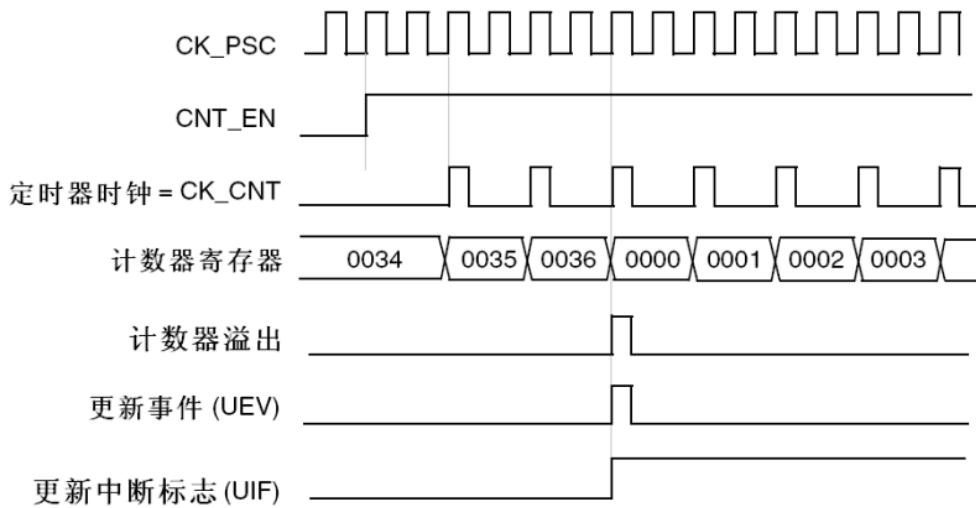 CK_PSC
CNT_EN
定时器时钟 = CK_CNT
计数器寄存器 0034 0035 0036 0000 0001 0002 0003
计数器溢出
更新事件 (UEV)
更新中断标志 (UIF)